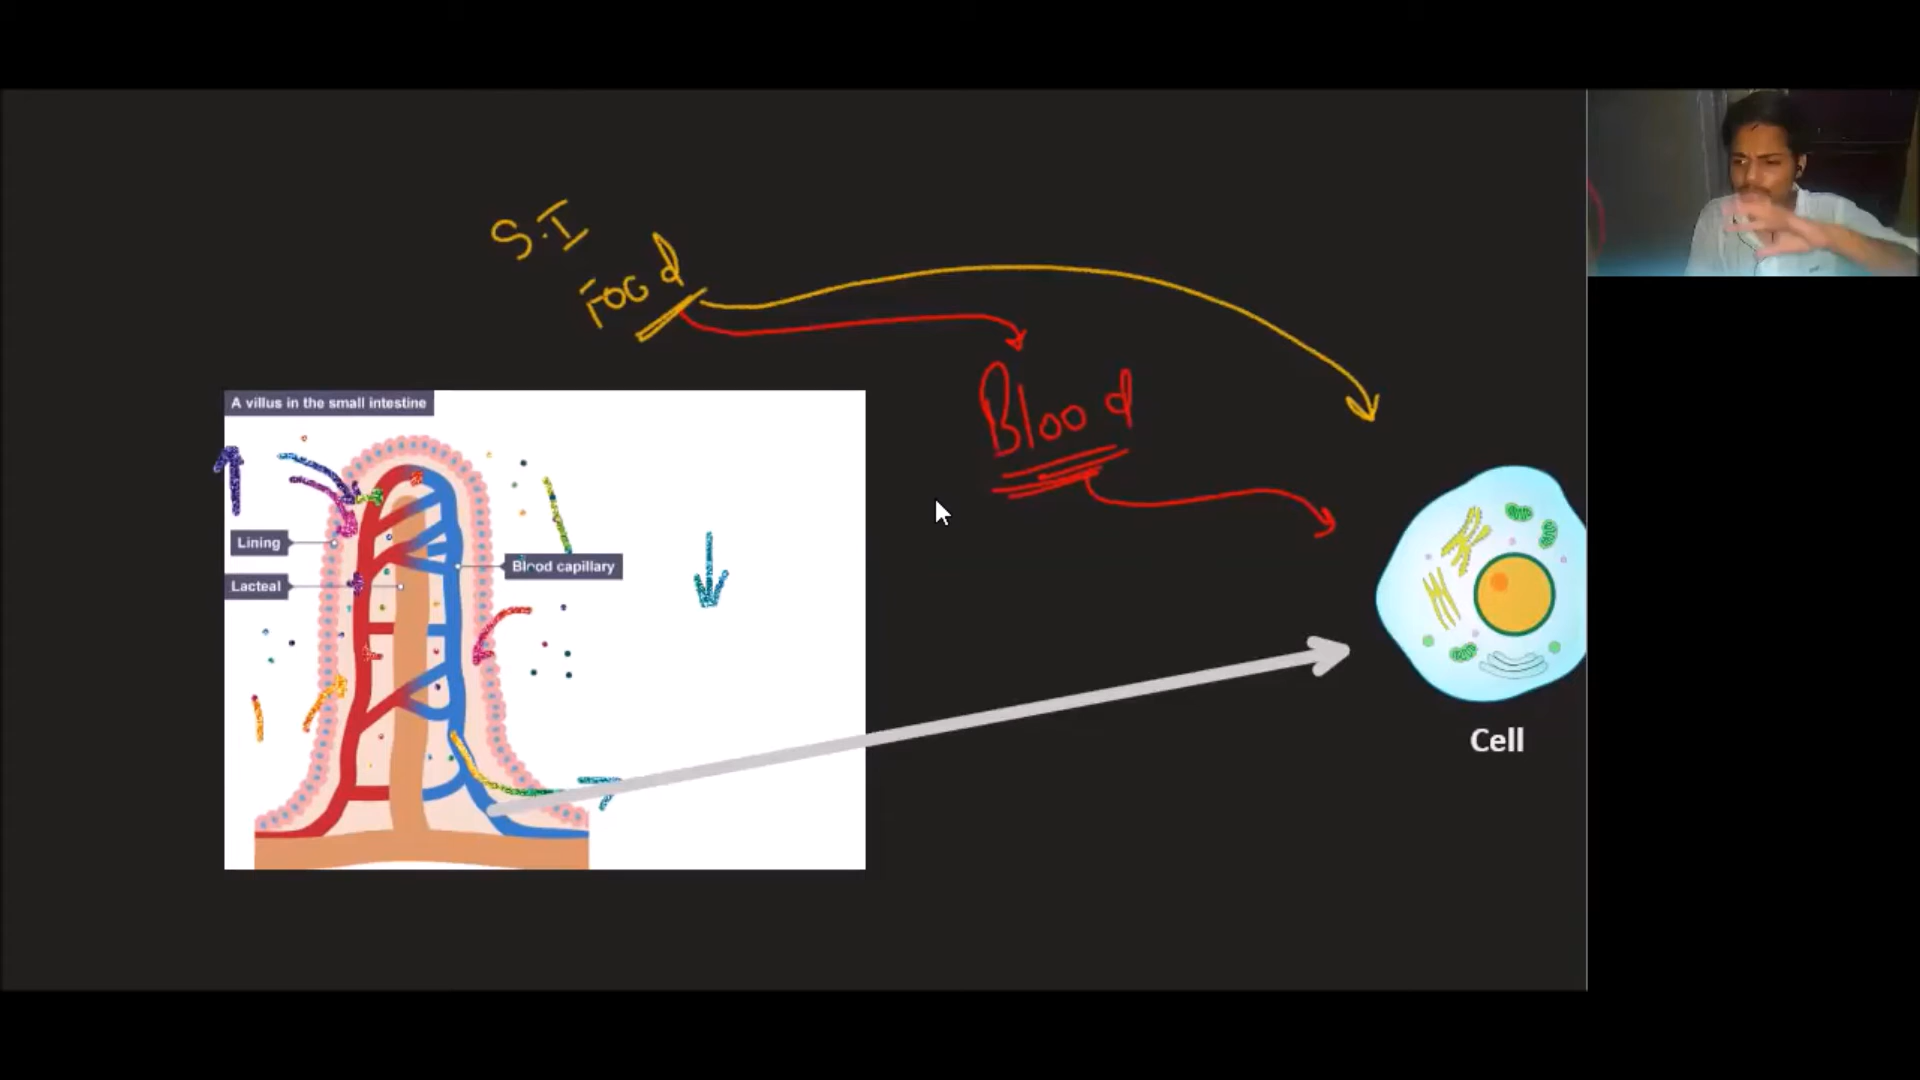 S.I
Food
Blood
A villus in the small intestine
Lining
Blood capillary
Lacteal
Cell